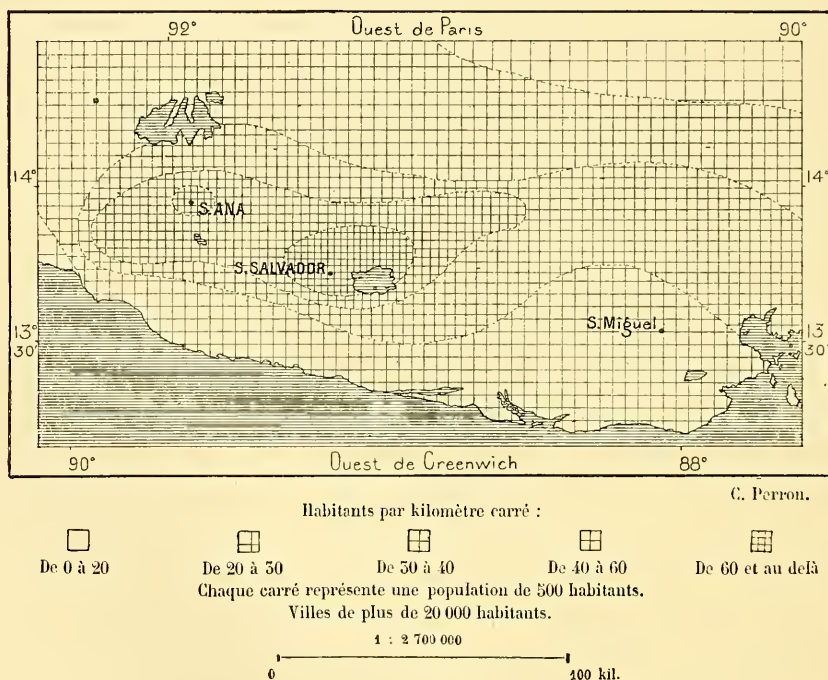 92° Ouest de Paris 90°
14° 14°
S. ANA
S. SALVADOR
S. Miguel
13° 30' 13° 30'
90° Ouest de Greenwich 88°
C. Perron.
Habitants par kilomètre carré :
De 0 à 20 De 20 à 30 De 30 à 40 De 40 à 60 De 60 et au delà
Chaque carré représente une population de 500 habitants.
Villes de plus de 20 000 habitants.
1 : 2 700 000
0 100 kil.